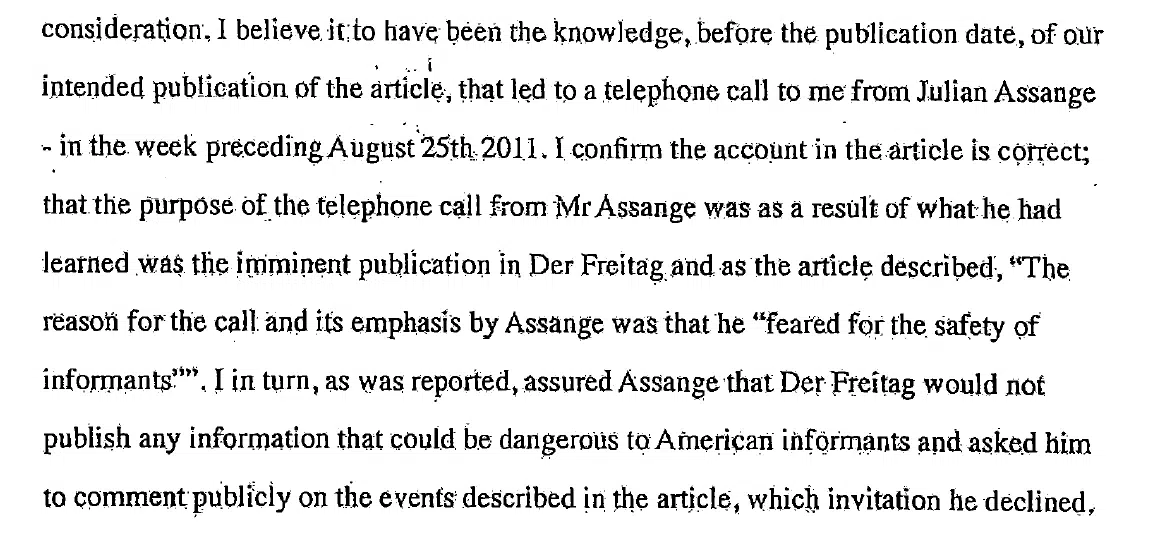 consideration, I believe it to have been the knowledge, before the publication date, of our
intended publication of the article, that led to a telephone call to me from Julian Assange
- in the week preceding August 25th 2011. I confirm the account in the article is correct;
that the purpose of the telephone call from Mr Assange was as a result of what he had
learned was the imminent publication in Der Freitag and as the article described, “The
reason for the call and its emphasis by Assange was that he “feared for the safety of
informants””. I in turn, as was reported, assured Assange that Der Freitag would not
publish any information that could be dangerous to American informants and asked him
to comment publicly on the events described in the article, which invitation he declined,